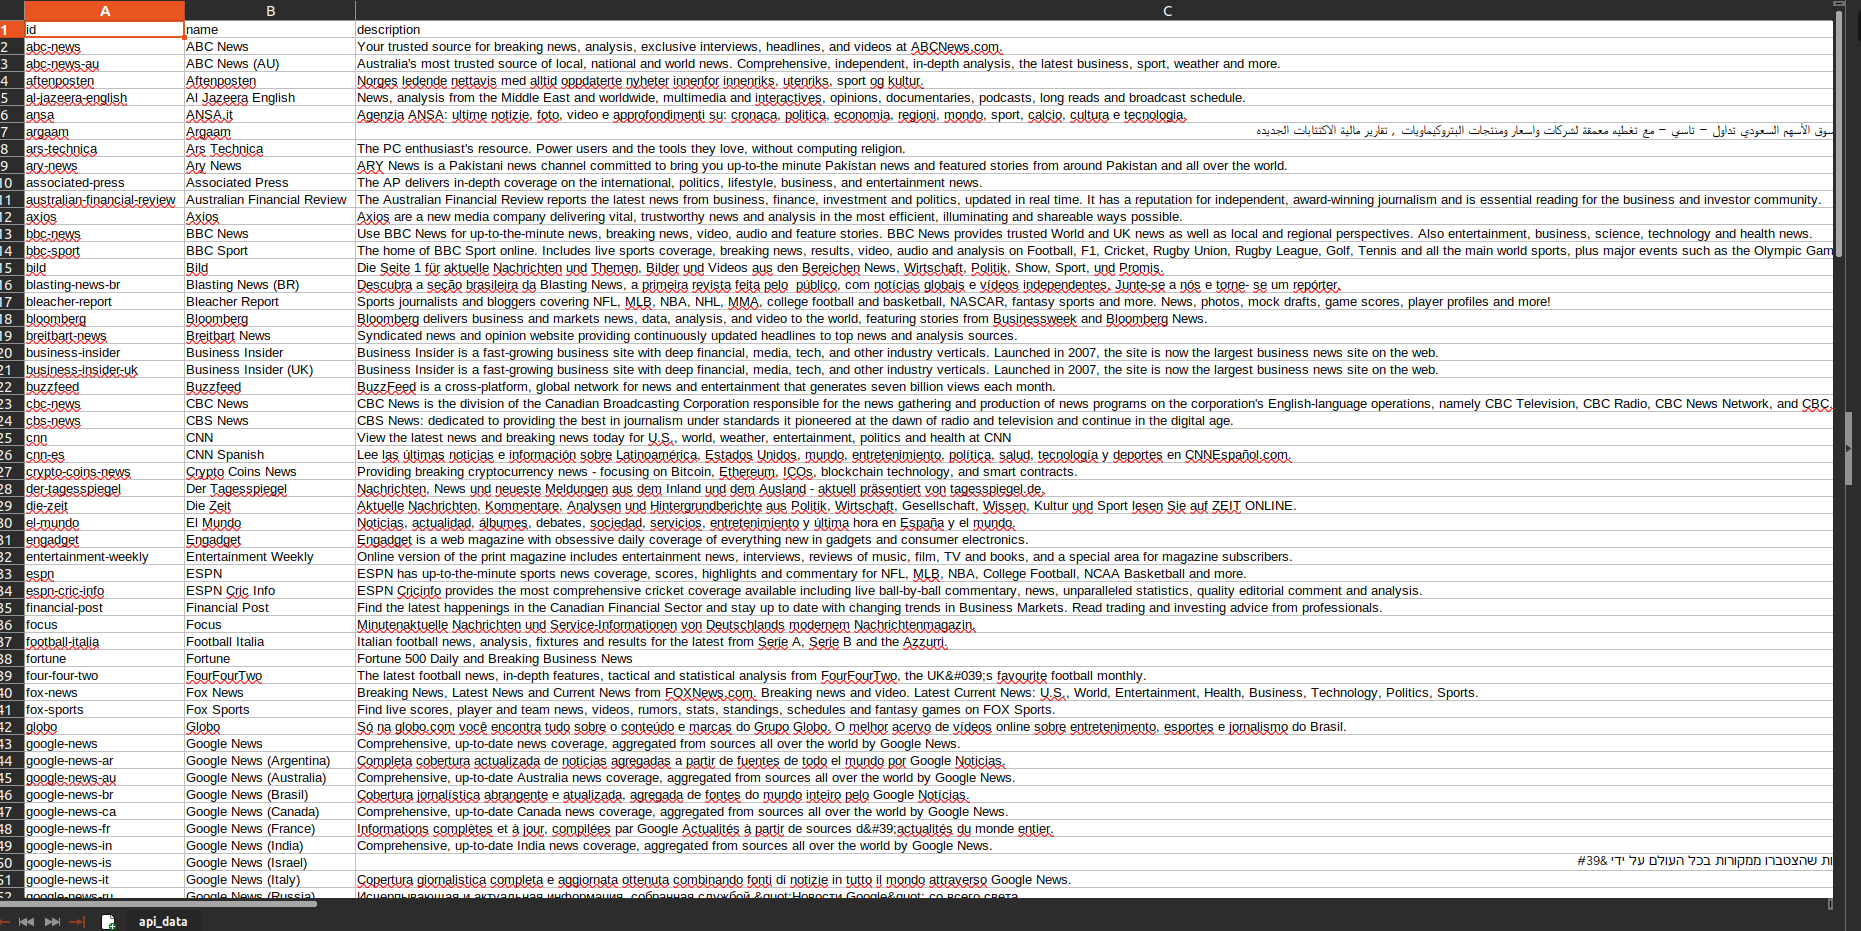 A B C
1 id name description
2 abc-news ABC News Your trusted source for breaking news, analysis, exclusive interviews, headlines, and videos at ABCNews.com.
3 abc-news-au ABC News (AU) Australia's most trusted source of local, national and world news. Comprehensive, independent, in-depth analysis, the latest business, sport, weather and more.
4 aftenposten Aftenposten Norges ledende nettavis med alltid oppdaterte nyheter innenfor innenriks, utenriks, sport og kultur.
5 al-jazeera-english Al Jazeera English News, analysis from the Middle East and worldwide, multimedia and interactives, opinions, documentaries, podcasts, long reads and broadcast schedule.
6 ansa ANSA.it Agenzia ANSA: ultime notizie, foto, video e approfondimenti su: cronaca, politica, economia, regioni, mondo, sport, calcio, cultura e tecnologia.
7 argaam Argaam سوق الأسهم السعودي تداول – تاسي – مع تغطيه معمقة لشركات واسعار ومنتجات البتروكيماويات , تقارير مالية الاكتتابات الجديده
8 ars-technica Ars Technica The PC enthusiast's resource. Power users and the tools they love, without computing religion.
9 ary-news Ary News ARY News is a Pakistani news channel committed to bring you up-to-the minute Pakistan news and featured stories from around Pakistan and all over the world.
10 associated-press Associated Press The AP delivers in-depth coverage on the international, politics, lifestyle, business, and entertainment news.
11 australian-financial-review Australian Financial Review The Australian Financial Review reports the latest news from business, finance, investment and politics, updated in real time. It has a reputation for independent, award-winning journalism and is essential reading for the business and investor community.
12 axios Axios Axios are a new media company delivering vital, trustworthy news and analysis in the most efficient, illuminating and shareable ways possible.
13 bbc-news BBC News Use BBC News for up-to-the-minute news, breaking news, video, audio and feature stories. BBC News provides trusted World and UK news as well as local and regional perspectives. Also entertainment, business, science, technology and health news.
14 bbc-sport BBC Sport The home of BBC Sport online. Includes live sports coverage, breaking news, results, video, audio and analysis on Football, F1, Cricket, Rugby Union, Rugby League, Golf, Tennis and all the main world sports, plus major events such as the Olympic Gam
15 bild Bild Die Seite 1 für aktuelle Nachrichten und Themen, Bilder und Videos aus den Bereichen News, Wirtschaft, Politik, Show, Sport, und Promis.
16 blasting-news-br Blasting News (BR) Descubra a seção brasileira da Blasting News, a primeira revista feita pelo  público, com notícias globais e vídeos independentes. Junte-se a nós e torne- se um repórter.
17 bleacher-report Bleacher Report Sports journalists and bloggers covering NFL, MLB, NBA, NHL, MMA, college football and basketball, NASCAR, fantasy sports and more. News, photos, mock drafts, game scores, player profiles and more!
18 bloomberg Bloomberg Bloomberg delivers business and markets news, data, analysis, and video to the world, featuring stories from Businessweek and Bloomberg News.
19 breitbart-news Breitbart News Syndicated news and opinion website providing continuously updated headlines to top news and analysis sources.
20 business-insider Business Insider Business Insider is a fast-growing business site with deep financial, media, tech, and other industry verticals. Launched in 2007, the site is now the largest business news site on the web.
21 business-insider-uk Business Insider (UK) Business Insider is a fast-growing business site with deep financial, media, tech, and other industry verticals. Launched in 2007, the site is now the largest business news site on the web.
22 buzzfeed Buzzfeed BuzzFeed is a cross-platform, global network for news and entertainment that generates seven billion views each month.
23 cbc-news CBC News CBC News is the division of the Canadian Broadcasting Corporation responsible for the news gathering and production of news programs on the corporation's English-language operations, namely CBC Television, CBC Radio, CBC News Network, and CBC.
24 cbs-news CBS News CBS News: dedicated to providing the best in journalism under standards it pioneered at the dawn of radio and television and continue in the digital age.
25 cnn CNN View the latest news and breaking news today for U.S., world, weather, entertainment, politics and health at CNN
26 cnn-es CNN Spanish Lee las últimas noticias e información sobre Latinoamérica, Estados Unidos, mundo, entretenimiento, política, salud, tecnología y deportes en CNNEspañol.com.
27 crypto-coins-news Crypto Coins News Providing breaking cryptocurrency news - focusing on Bitcoin, Ethereum, ICOs, blockchain technology, and smart contracts.
28 der-tagesspiegel Der Tagesspiegel Nachrichten, News und neueste Meldungen aus dem Inland und dem Ausland - aktuell präsentiert von tagesspiegel.de.
29 die-zeit Die Zeit Aktuelle Nachrichten, Kommentare, Analysen und Hintergrundberichte aus Politik, Wirtschaft, Gesellschaft, Wissen, Kultur und Sport lesen Sie auf ZEIT ONLINE.
30 el-mundo El Mundo Noticias, actualidad, álbumes, debates, sociedad, servicios, entretenimiento y última hora en España y el mundo.
31 engadget Engadget Engadget is a web magazine with obsessive daily coverage of everything new in gadgets and consumer electronics.
32 entertainment-weekly Entertainment Weekly Online version of the print magazine includes entertainment news, interviews, reviews of music, film, TV and books, and a special area for magazine subscribers.
33 espn ESPN ESPN has up-to-the-minute sports news coverage, scores, highlights and commentary for NFL, MLB, NBA, College Football, NCAA Basketball and more.
34 espn-cric-info ESPN Cric Info ESPN Cricinfo provides the most comprehensive cricket coverage available including live ball-by-ball commentary, news, unparalleled statistics, quality editorial comment and analysis.
35 financial-post Financial Post Find the latest happenings in the Canadian Financial Sector and stay up to date with changing trends in Business Markets. Read trading and investing advice from professionals.
36 focus Focus Minutenaktuelle Nachrichten und Service-Informationen von Deutschlands modernem Nachrichtenmagazin.
37 football-italia Football Italia Italian football news, analysis, fixtures and results for the latest from Serie A, Serie B and the Azzurri.
38 fortune Fortune Fortune 500 Daily and Breaking Business News
39 four-four-two FourFourTwo The latest football news, in-depth features, tactical and statistical analysis from FourFourTwo, the UK&#039;s favourite football monthly.
40 fox-news Fox News Breaking News, Latest News and Current News from FOXNews.com. Breaking news and video. Latest Current News: U.S., World, Entertainment, Health, Business, Technology, Politics, Sports.
41 fox-sports Fox Sports Find live scores, player and team news, videos, rumors, stats, standings, schedules and fantasy games on FOX Sports.
42 globo Globo Só na globo.com você encontra tudo sobre o conteúdo e marcas do Grupo Globo. O melhor acervo de vídeos online sobre entretenimento, esportes e jornalismo do Brasil.
43 google-news Google News Comprehensive, up-to-date news coverage, aggregated from sources all over the world by Google News.
44 google-news-ar Google News (Argentina) Completa cobertura actualizada de noticias agregadas a partir de fuentes de todo el mundo por Google Noticias.
45 google-news-au Google News (Australia) Comprehensive, up-to-date Australia news coverage, aggregated from sources all over the world by Google News.
46 google-news-br Google News (Brasil) Cobertura jornalística abrangente e atualizada, agregada de fontes do mundo inteiro pelo Google Notícias.
47 google-news-ca Google News (Canada) Comprehensive, up-to-date Canada news coverage, aggregated from sources all over the world by Google News.
48 google-news-fr Google News (France) Informations complètes et à jour, compilées par Google Actualités à partir de sources d&#39;actualités du monde entier.
49 google-news-in Google News (India) Comprehensive, up-to-date India news coverage, aggregated from sources all over the world by Google News.
50 google-news-is Google News (Israel) ות שהצטברו ממקורות בכל העולם על ידי &#39
51 google-news-it Google News (Italy) Copertura giornalistica completa e aggiornata ottenuta combinando fonti di notizie in tutto il mondo attraverso Google News.
52 google-news-ru Google News (Russia) Исчерпывающая и актуальная информация, собранная службой &quot;Новости Google&quot; со всего света.
api_data